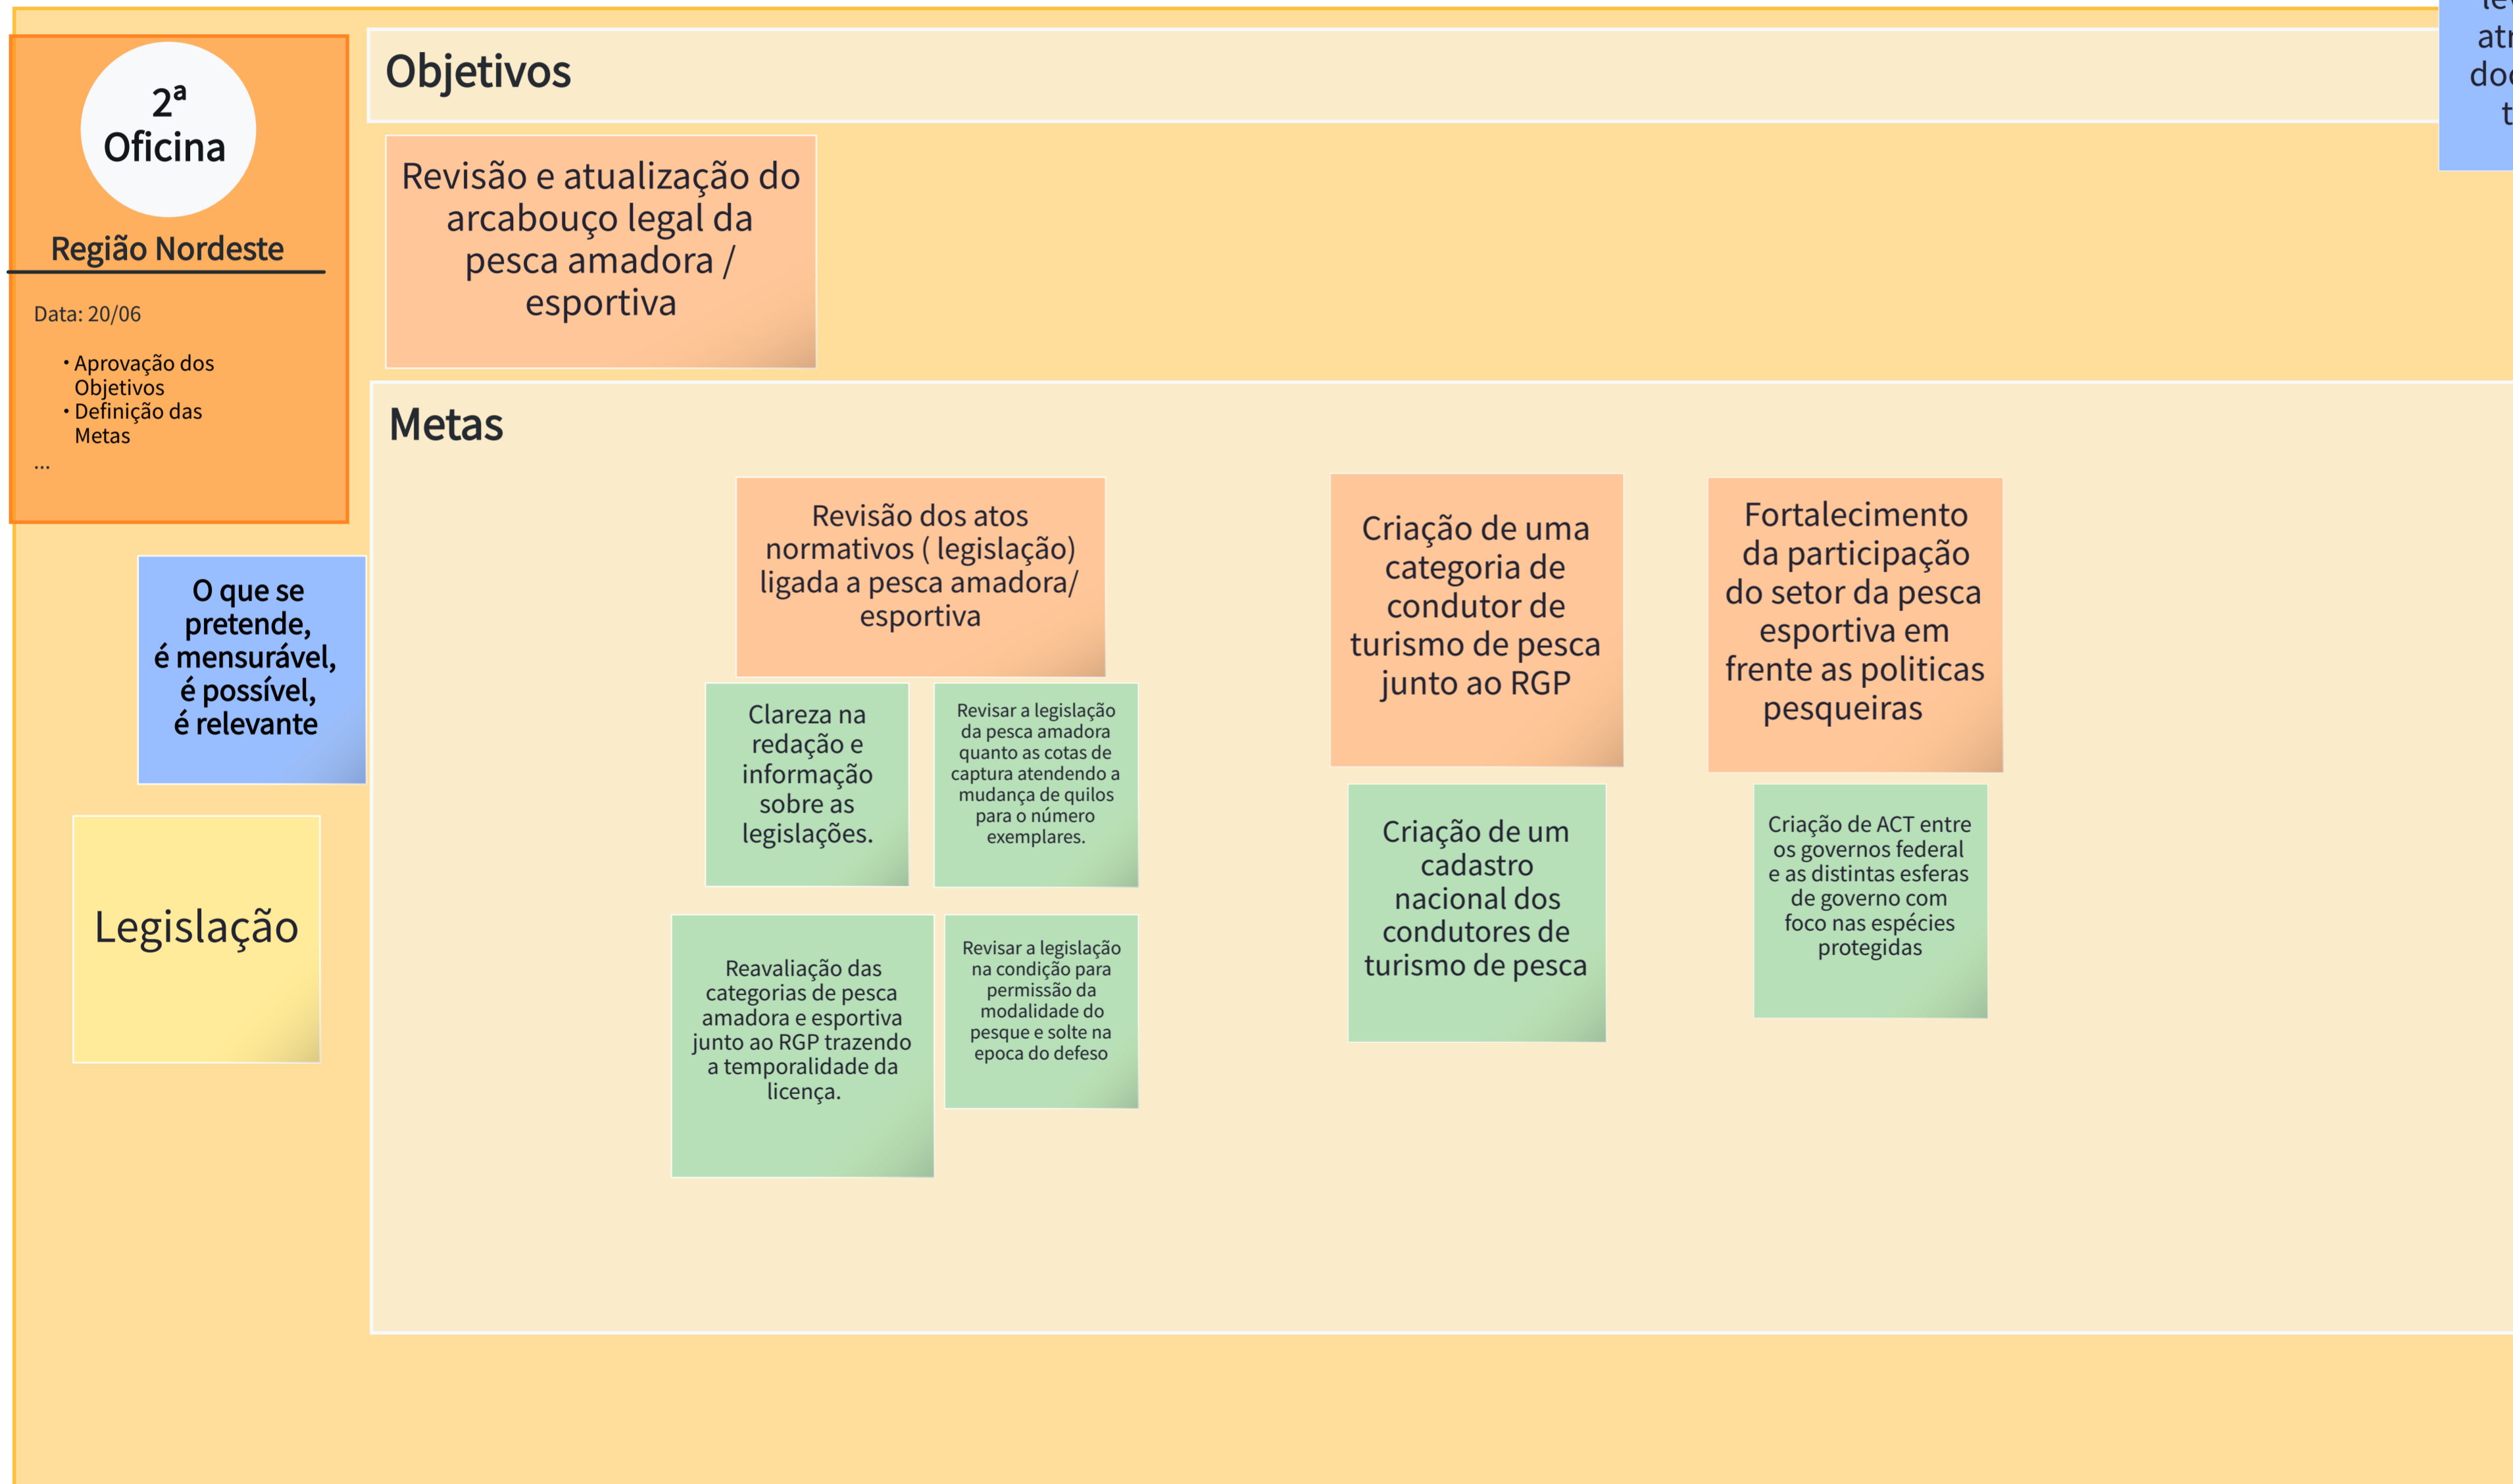 2ª
Oficina
Região Nordeste
Data: 20/06
• Aprovação dos
Objetivos
• Definição das
Metas
...
O que se
pretende,
é mensurável,
é possível,
é relevante
Legislação
Objetivos
Revisão e atualização do
arcabouço legal da
pesca amadora /
esportiva
Metas
Revisão dos atos
normativos ( legislação)
ligada a pesca amadora/
esportiva
Clareza na
redação e
informação
sobre as
legislações.
Revisar a legislação
da pesca amadora
quanto as cotas de
captura atendendo a
mudança de quilos
para o número
exemplares.
Reavaliação das
categorias de pesca
amadora e esportiva
junto ao RGP trazendo
a temporalidade da
licença.
Revisar a legislação
na condição para
permissão da
modalidade do
pesque e solte na
epoca do defeso
Criação de uma
categoria de
condutor de
turismo de pesca
junto ao RGP
Criação de um
cadastro
nacional dos
condutores de
turismo de pesca
Fortalecimento
da participação
do setor da pesca
esportiva em
frente as politicas
pesqueiras
Criação de ACT entre
os governos federal
e as distintas esferas
de governo com
foco nas espécies
protegidas